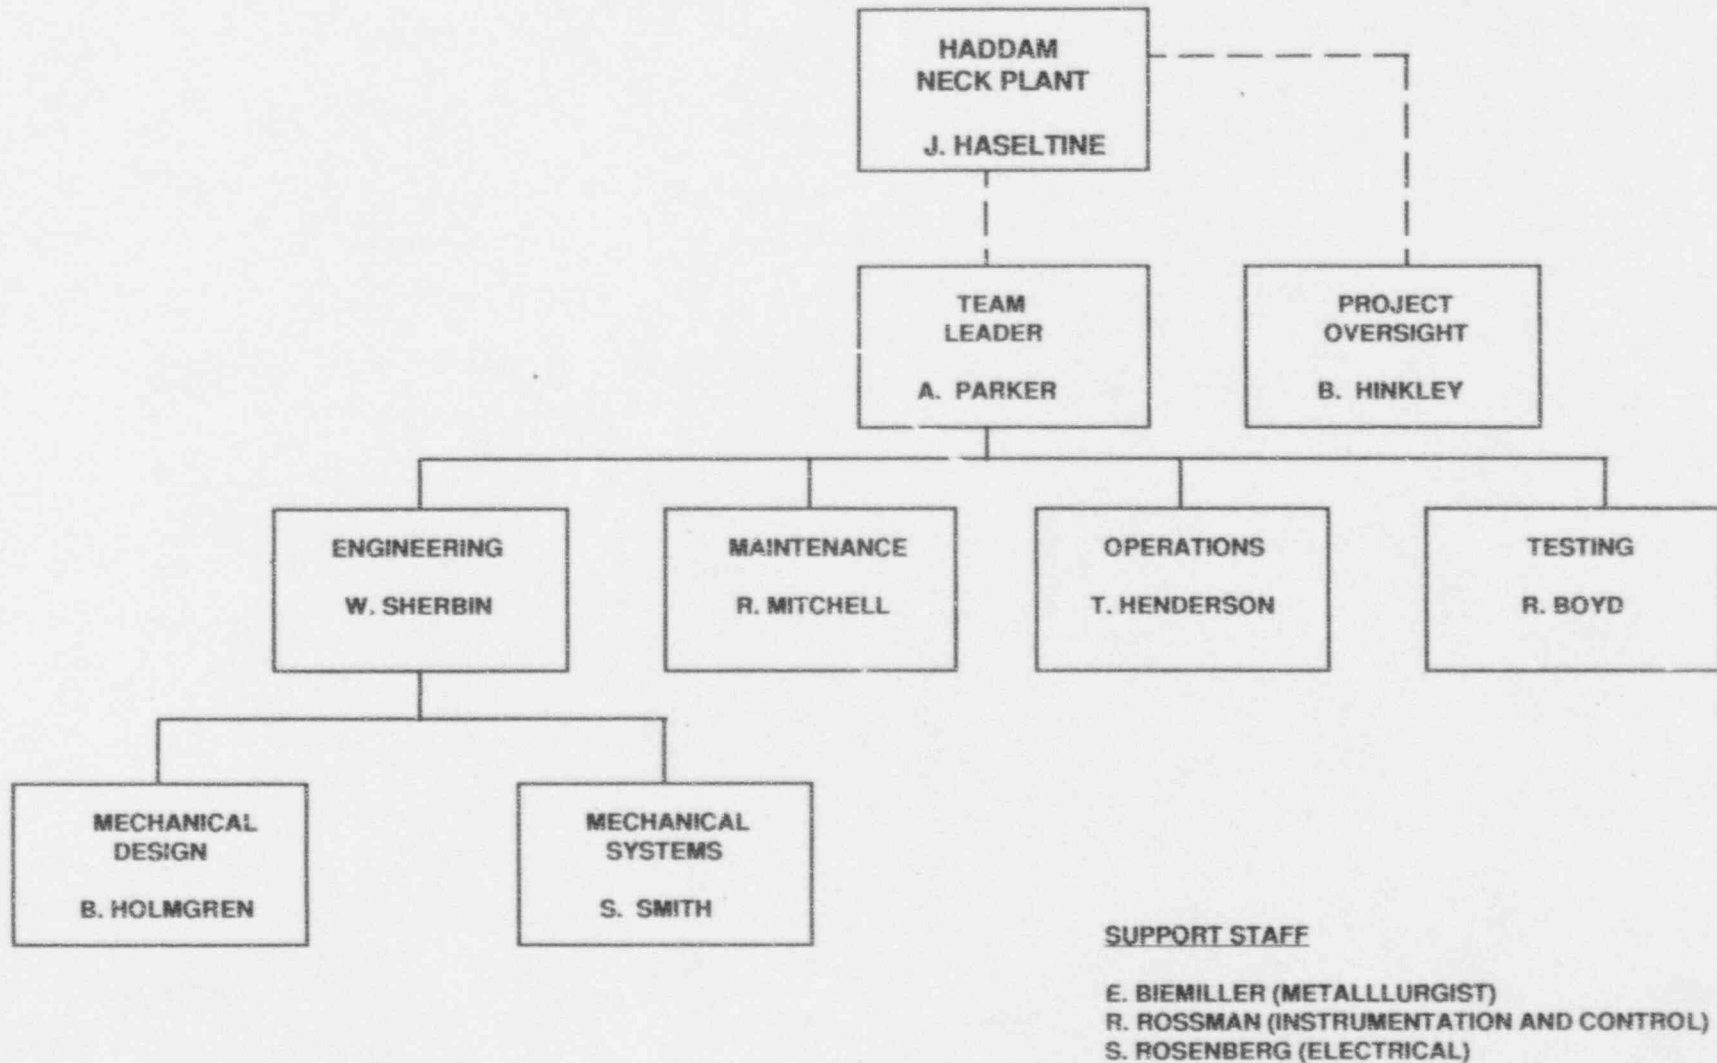 HADDAM
NECK PLANT
J. HASELTINE
TEAM
LEADER
A. PARKER
PROJECT
OVERSIGHT
B. HINKLEY
ENGINEERING
W. SHERBIN
MAINTENANCE
R. MITCHELL
OPERATIONS
T. HENDERSON
TESTING
R. BOYD
MECHANICAL
DESIGN
B. HOLMGREN
MECHANICAL
SYSTEMS
S. SMITH
SUPPORT STAFF
E. BIEMILLER (METALLLURGIST)
R. ROSSMAN (INSTRUMENTATION AND CONTROL)
S. ROSENBERG (ELECTRICAL)